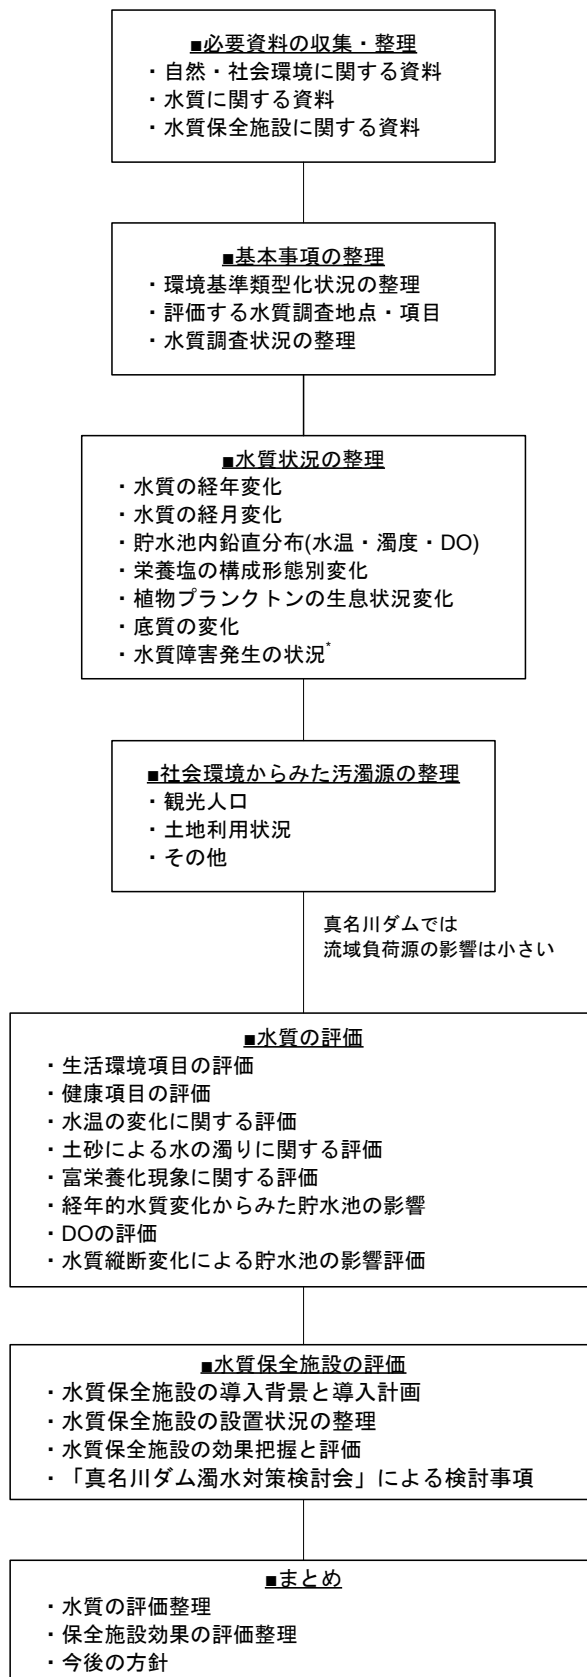 ■必要資料の収集・整理
・自然・社会環境に関する資料
・水質に関する資料
・水質保全施設に関する資料
■基本事項の整理
・環境基準類型化状況の整理
・評価する水質調査地点・項目
・水質調査状況の整理
■水質状況の整理
・水質の経年変化
・水質の経月変化
・貯水池内鉛直分布(水温・濁度・DO)
・栄養塩の構成形態別変化
・植物プランクトンの生息状況変化
・底質の変化
・水質障害発生の状況*
■社会環境からみた汚濁源の整理
・観光人口
・土地利用状況
・その他
真名川ダムでは
流域負荷源の影響は小さい
■水質の評価
・生活環境項目の評価
・健康項目の評価
・水温の変化に関する評価
・土砂による水の濁りに関する評価
・富栄養化現象に関する評価
・経年的水質変化からみた貯水池の影響
・DOの評価
・水質縦断変化による貯水池の影響評価
■水質保全施設の評価
・水質保全施設の導入背景と導入計画
・水質保全施設の設置状況の整理
・水質保全施設の効果把握と評価
・「真名川ダム濁水対策検討会」による検討事項
■まとめ
・水質の評価整理
・保全施設効果の評価整理
・今後の方針